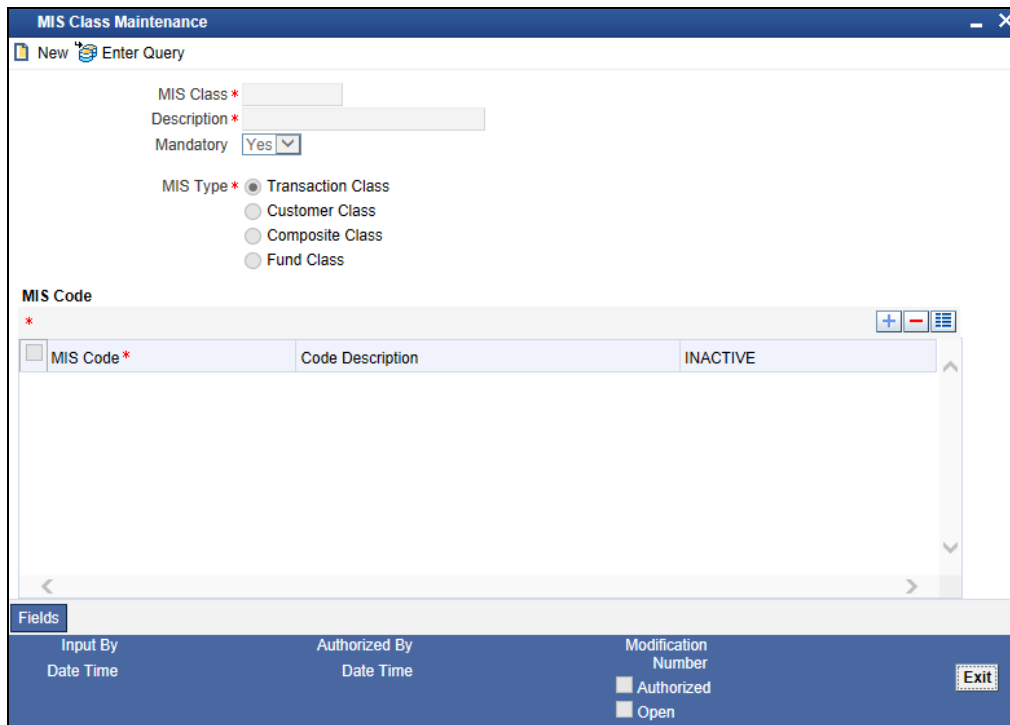 MIS Class Maintenance
New Enter Query
MIS Class *
Description *
Mandatory Yes
MIS Type * Transaction Class
Customer Class
Composite Class
Fund Class
MIS Code
*
MIS Code * Code Description INACTIVE
Fields
Input By Authorized By Modification Number
Date Time Date Time
Authorized
Open
Exit